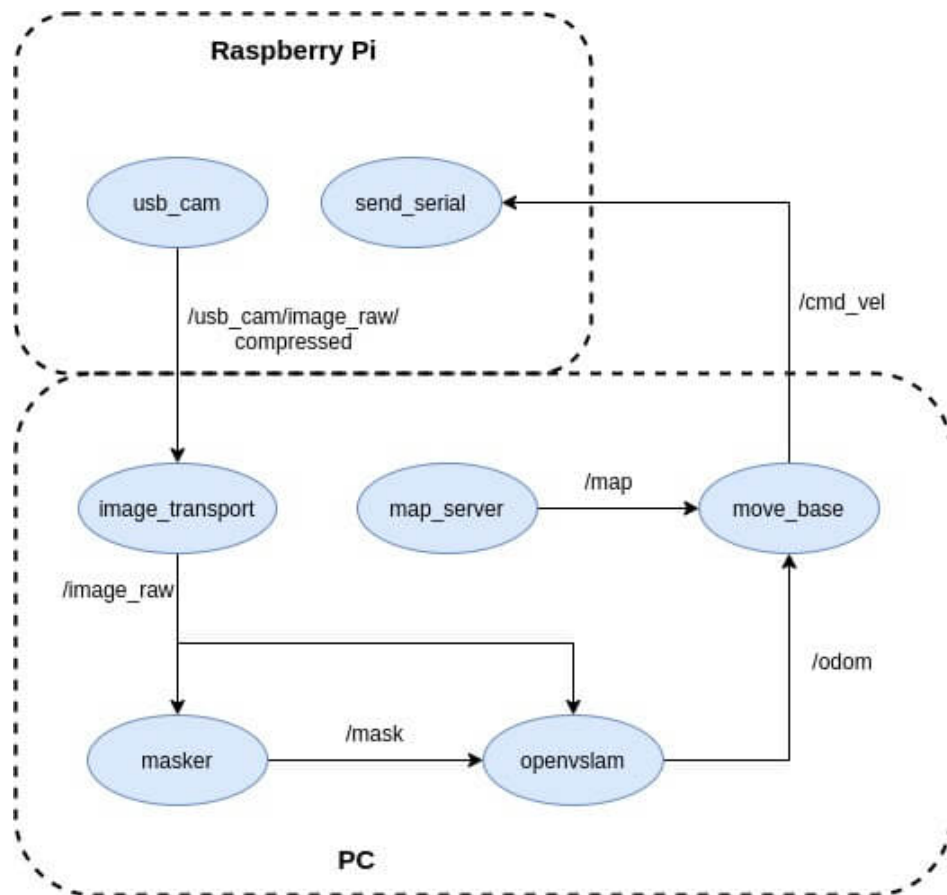 Raspberry Pi
usb_cam
send_serial
/usb_cam/image_raw/
compressed
/cmd_vel
image_transport
map_server
/map
move_base
/image_raw
/odom
masker
/mask
openvslam
PC